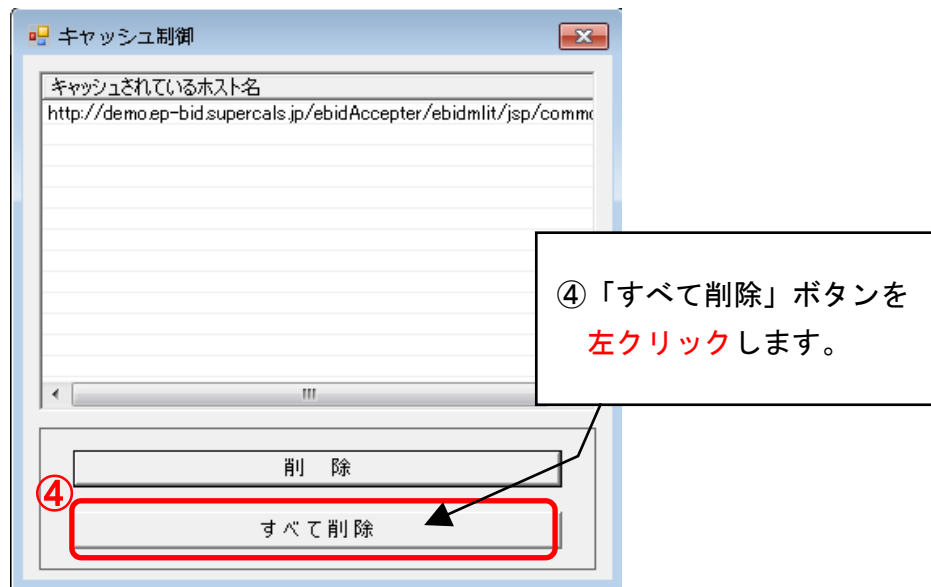 キャッシュ制御
キャッシュされているホスト名
http://demo.ep-bid.supercals.jp/ebidAccepter/ebidmlit/jsp/commo
④「すべて削除」ボタンを
左クリックします。
削 除
④
すべて削除